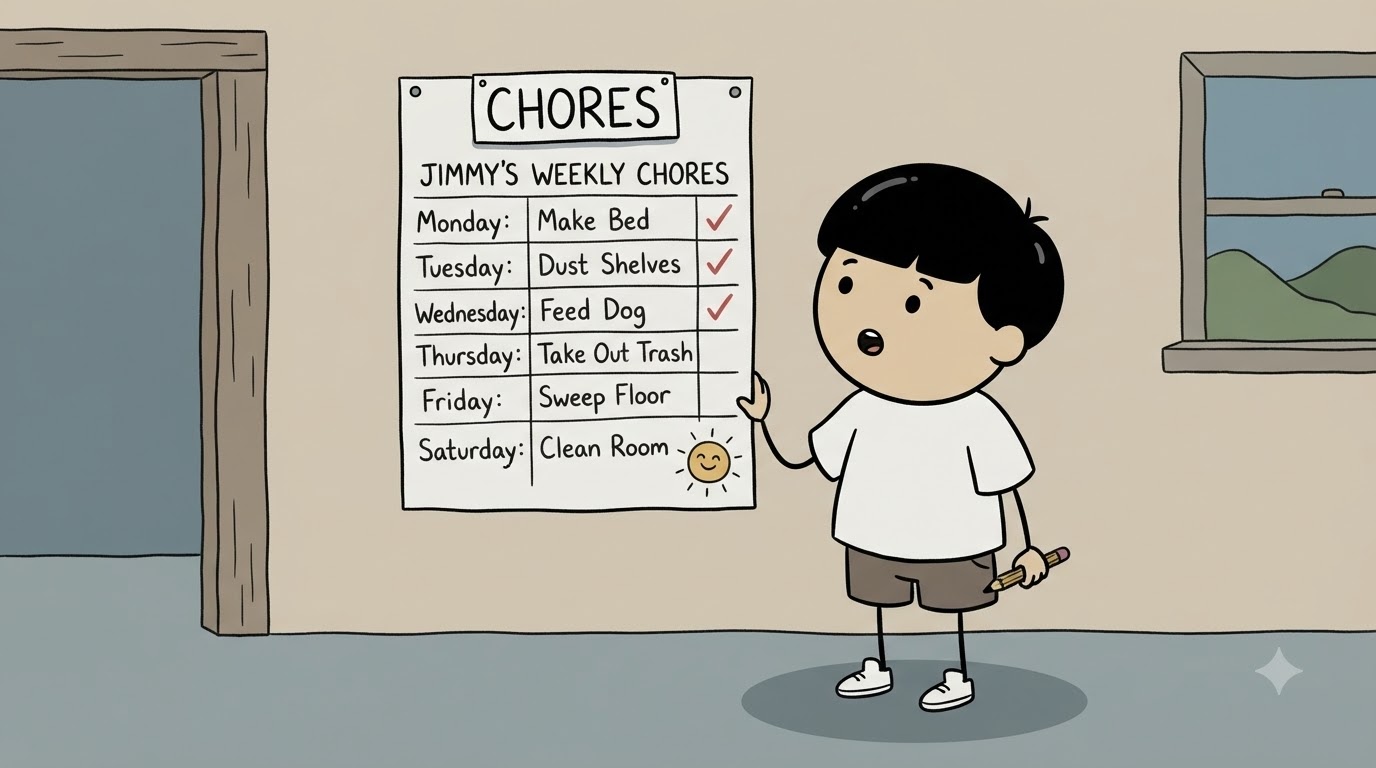 CHORES
JIMMY'S WEEKLY CHORES
Monday: Make Bed ✓
Tuesday: Dust Shelves ✓
Wednesday: Feed Dog ✓
Thursday: Take Out Trash
Friday: Sweep Floor
Saturday: Clean Room